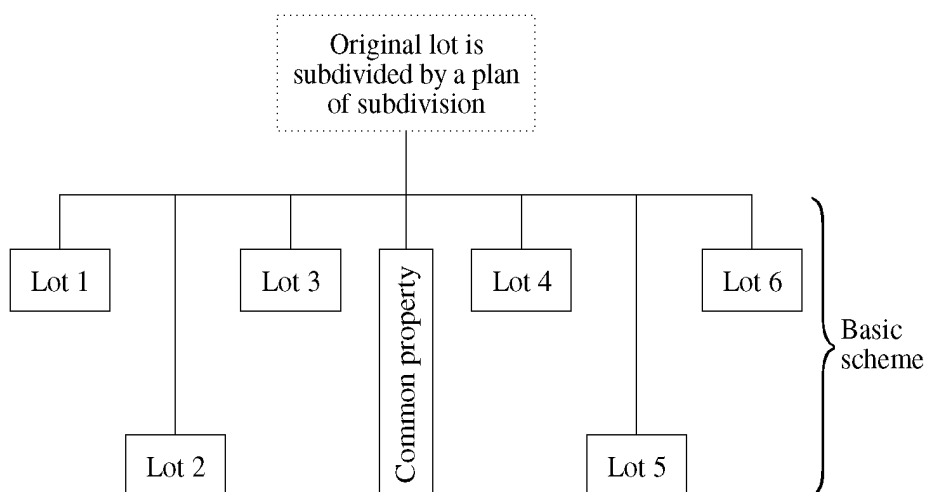 Original lot is
subdivided by a plan
of subdivision
Lot 1
Lot 3
Common property
Lot 4
Lot 6
Basic
scheme
Lot 2
Lot 5